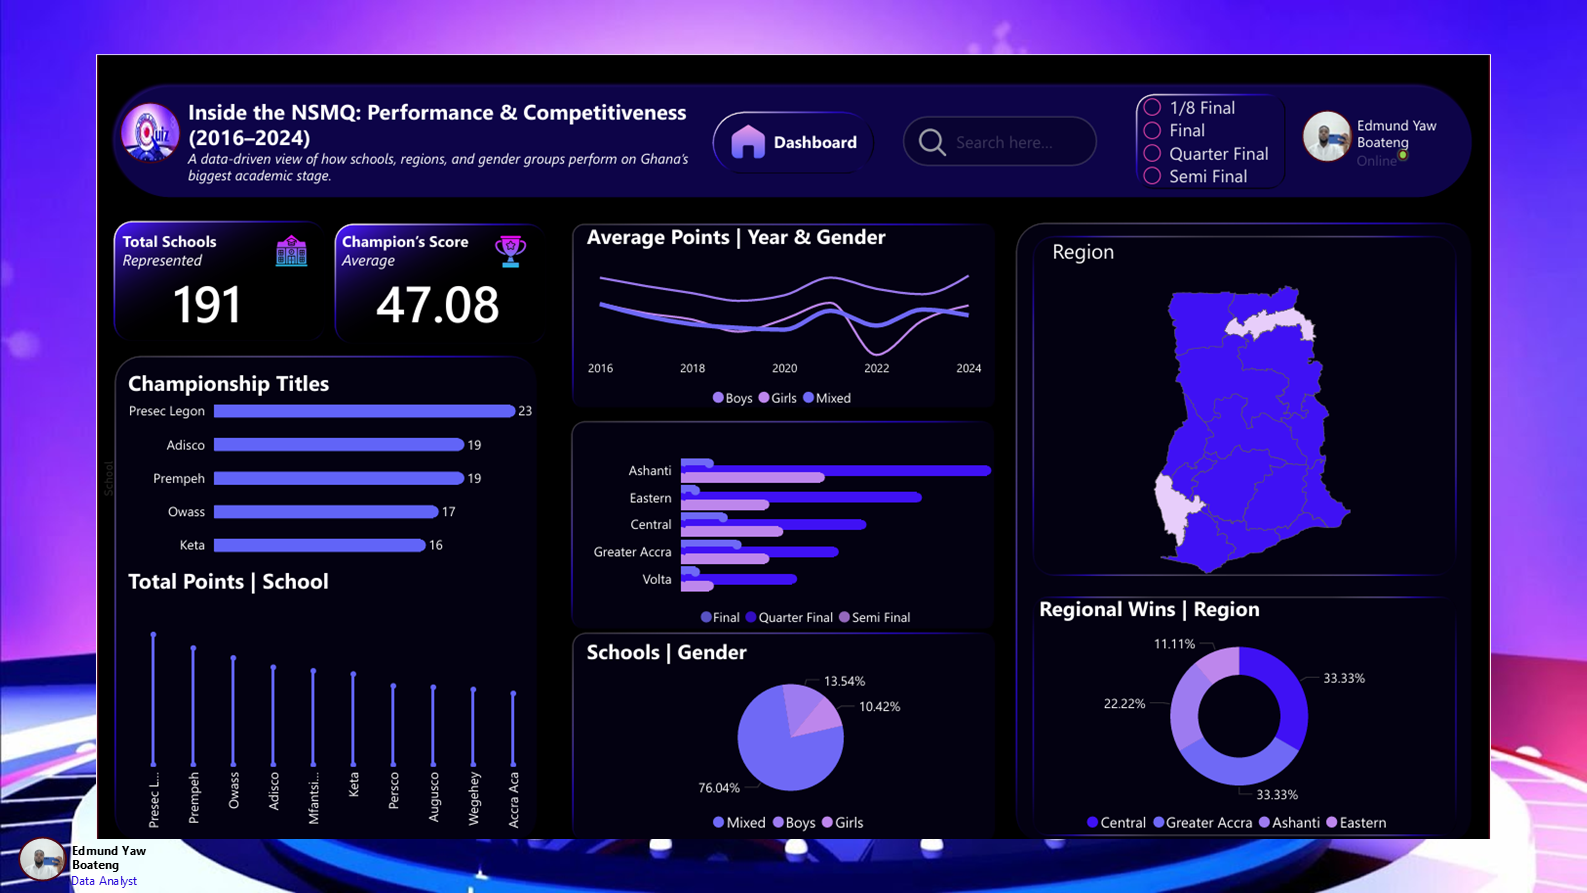 Inside the NSMQ: Performance & Competitiveness
(2016–2024)
A data-driven view of how schools, regions, and gender groups perform on Ghana's
biggest academic stage.
Quiz
Dashboard
Search here...
1/8 Final
Final
Quarter Final
Semi Final
Edmund Yaw
Boateng
Online
Total Schools
Represented
191
Champion's Score
Average
47.08
Championship Titles
School
Presec Legon 23
Adisco 19
Prempeh 19
Owass 17
Keta 16
Total Points | School
Presec L...
Prempeh
Owass
Adisco
Mfantsi...
Keta
Persco
Augusco
Wegehey
Accra Aca
Average Points | Year & Gender
2016 2018 2020 2022 2024
Boys Girls Mixed
Ashanti
Eastern
Central
Greater Accra
Volta
Final Quarter Final Semi Final
Schools | Gender
13.54%
10.42%
76.04%
Mixed Boys Girls
Region
Regional Wins | Region
11.11%
33.33%
22.22%
33.33%
Central Greater Accra Ashanti Eastern
Edmund Yaw
Boateng
Data Analyst